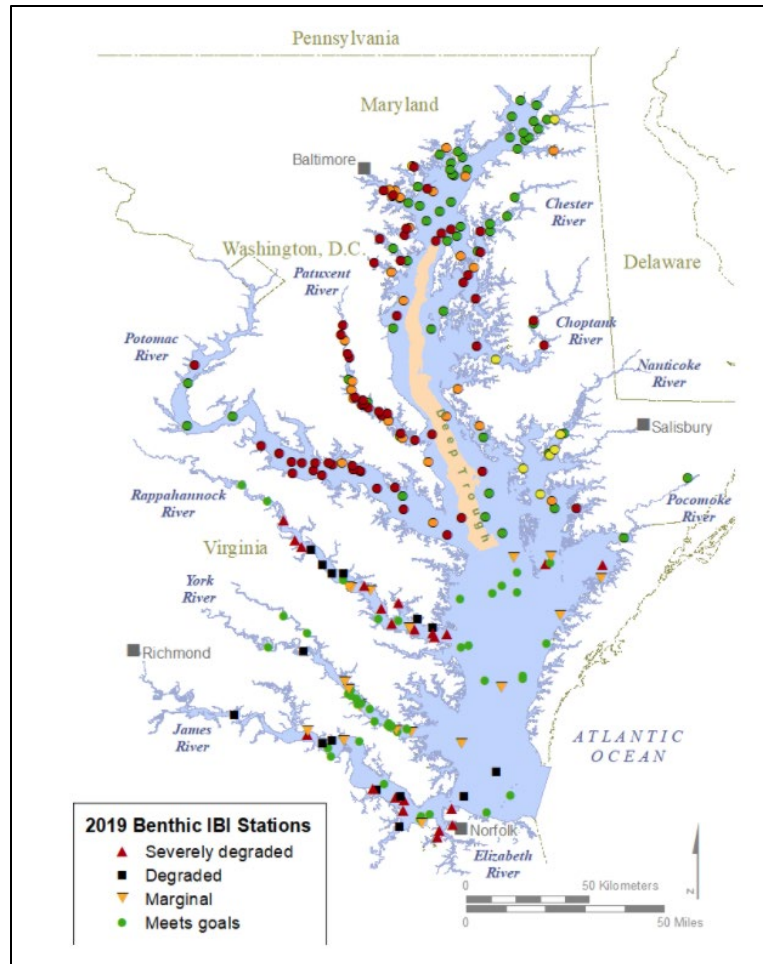 Pennsylvania
Maryland
Baltimore
Chester
River
Washington, D.C.
Delaware
Patuxent
River
Choptank
River
Potomac
River
Nanticoke
River
Salisbury
Deep Trough
Pocomoke
River
Rappahannock
River
Virginia
York
River
Richmond
James
River
ATLANTIC
OCEAN
Norfolk
Elizabeth
River
2019 Benthic IBI Stations
Severely degraded
Degraded
Marginal
Meets goals
0 50 Kilometers
0 50 Miles
N